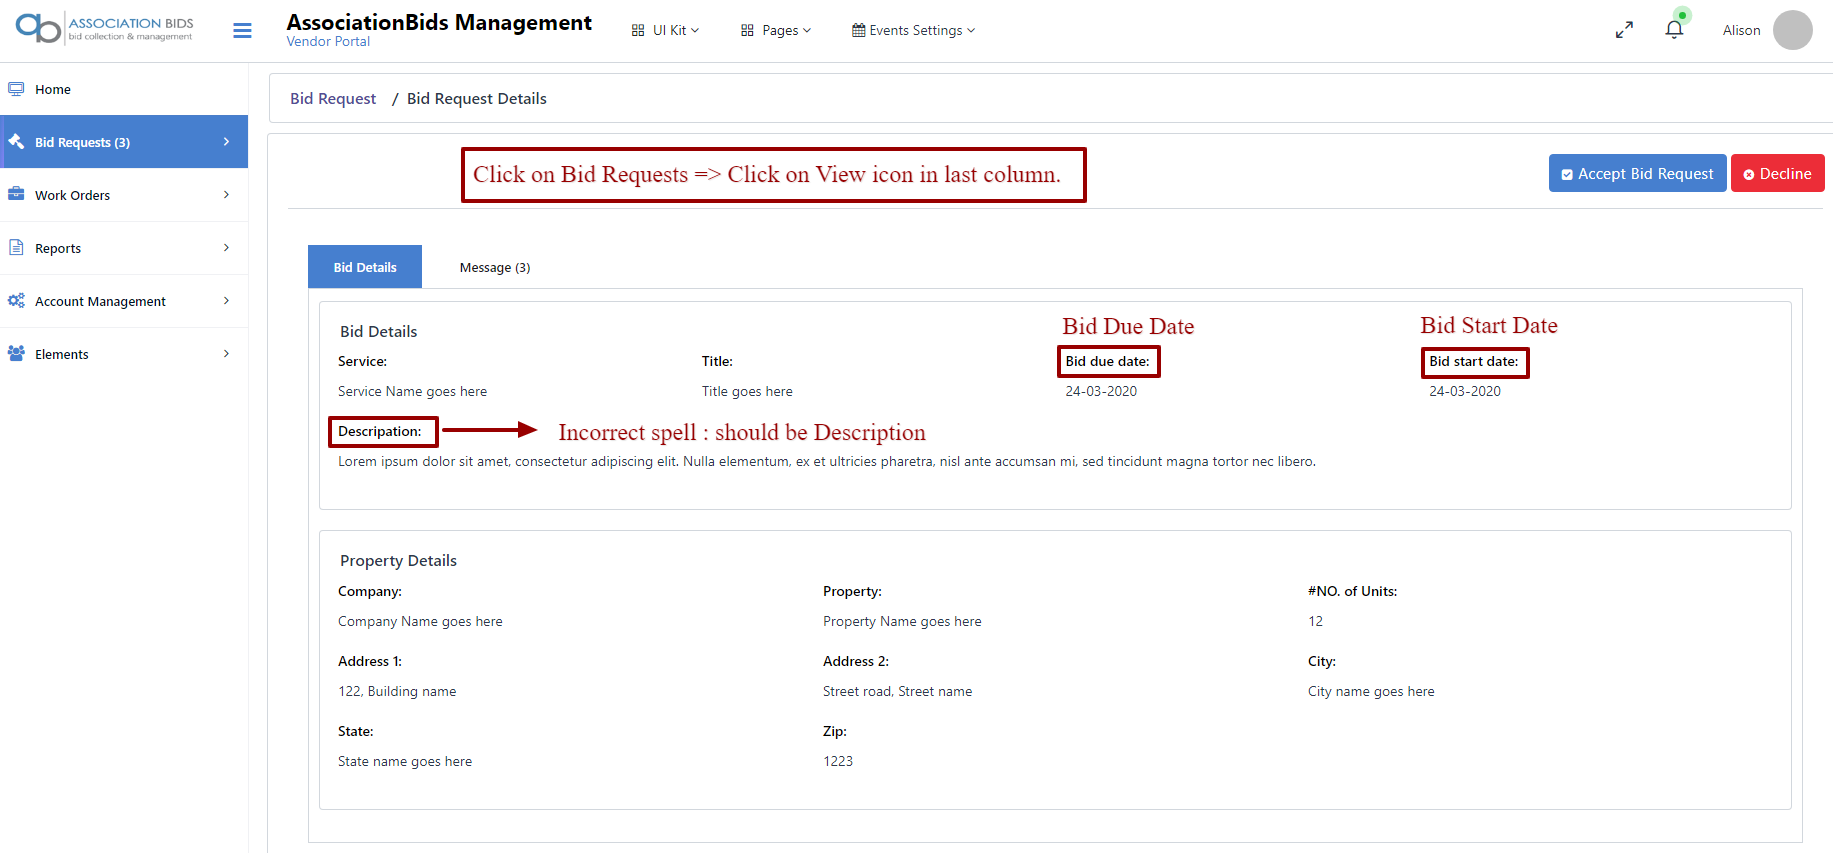 ASSOCIATION BIDS
bid collection & management
AssociationBids Management
Vendor Portal
UI Kit
Pages
Events Settings
Alison
Home
Bid Requests (3)
Work Orders
Reports
Account Management
Elements
Bid Request / Bid Request Details
Click on Bid Requests => Click on View icon in last column.
Accept Bid Request
Decline
Bid Details
Message (3)
Bid Details
Bid Due Date
Bid Start Date
Service:
Title:
Bid due date:
Bid start date:
Service Name goes here
Title goes here
24-03-2020
24-03-2020
Descripation:
Incorrect spell : should be Description
Lorem ipsum dolor sit amet, consectetur adipiscing elit. Nulla elementum, ex et ultricies pharetra, nisl ante accumsan mi, sed tincidunt magna tortor nec libero.
Property Details
Company:
Property:
#NO. of Units:
Company Name goes here
Property Name goes here
12
Address 1:
Address 2:
City:
122, Building name
Street road, Street name
City name goes here
State:
Zip:
State name goes here
1223